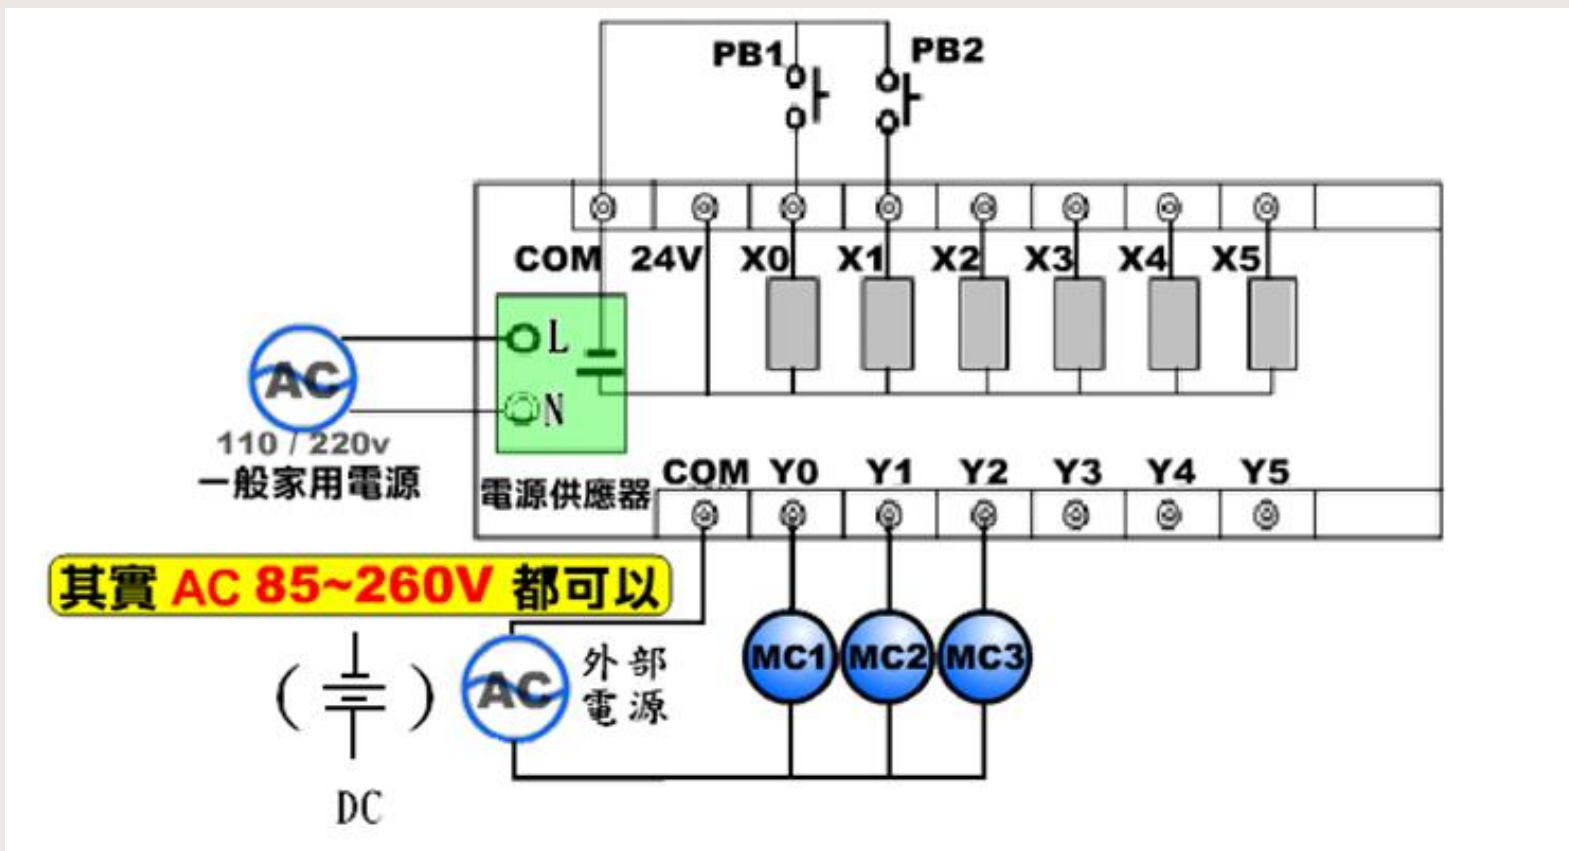 PB1 PB2
COM 24V X0 X1 X2 X3 X4 X5
L
AC
N
110 / 220v
一般家用電源
電源供應器
COM Y0 Y1 Y2 Y3 Y4 Y5
其實 AC 85~260V 都可以
外部
電源
AC
MC1 MC2 MC3
( )
DC